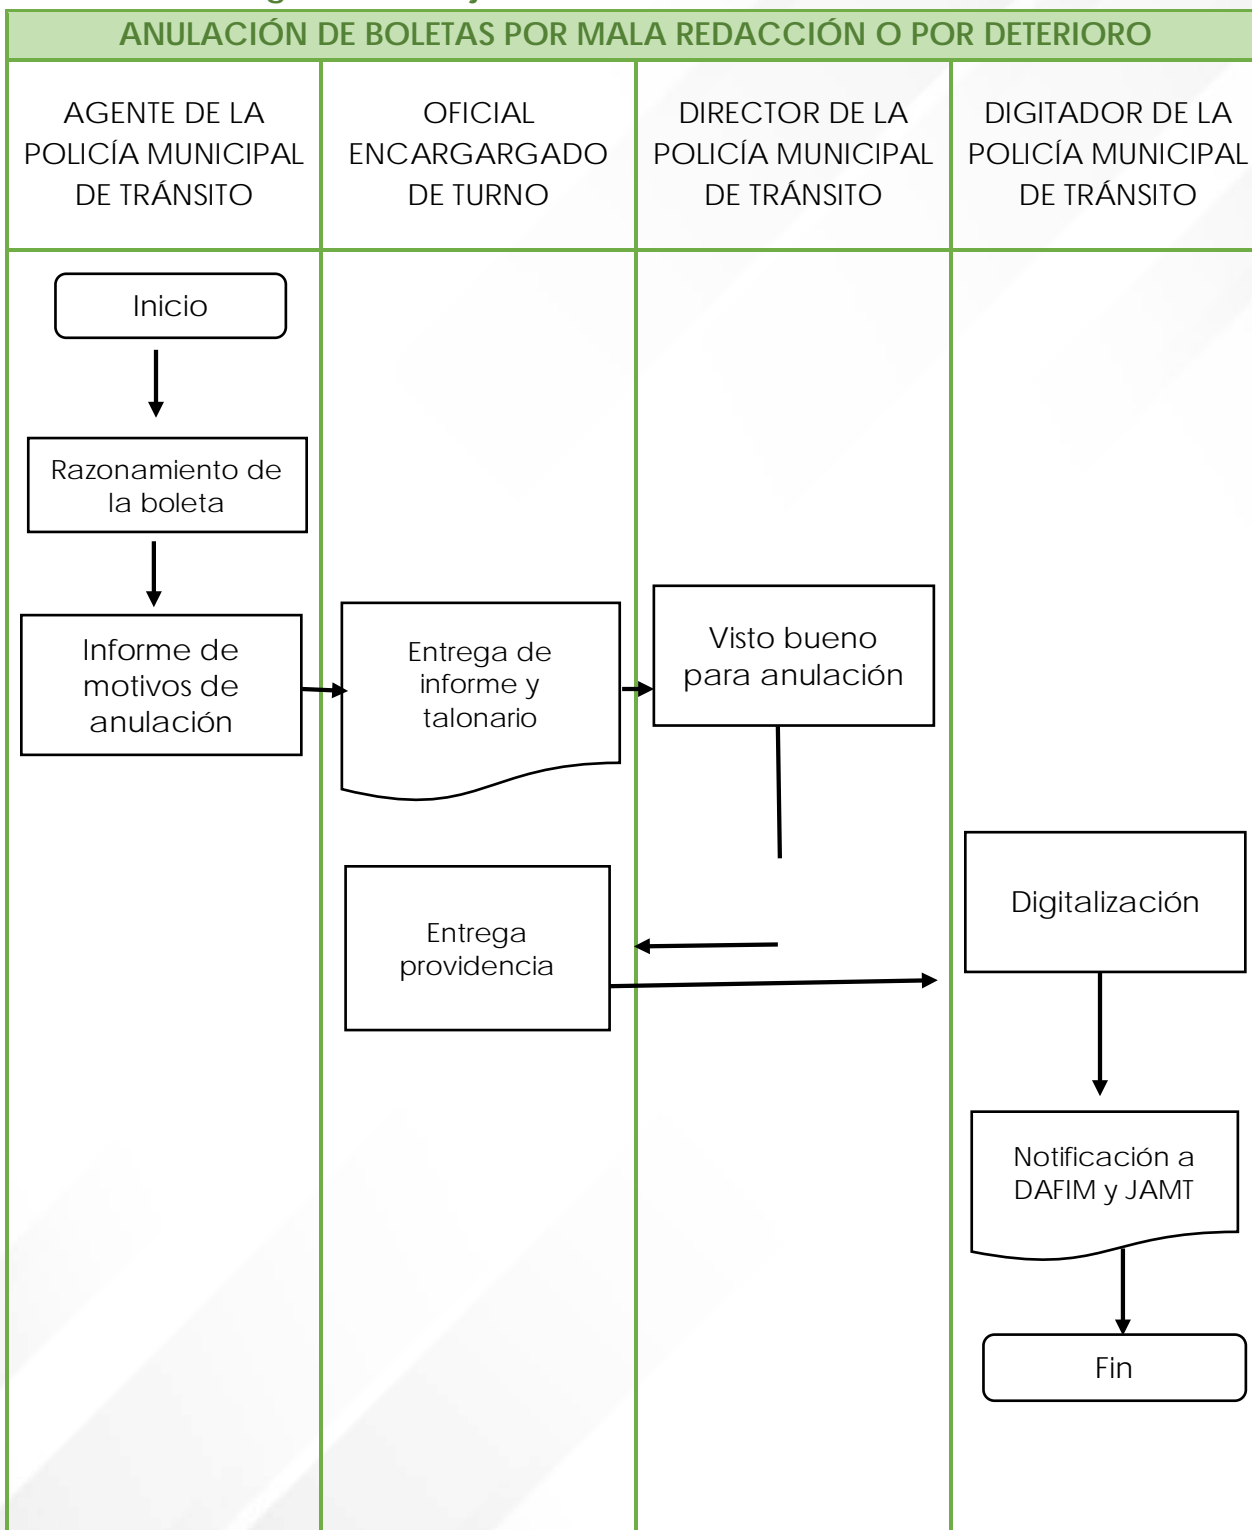 ANULACIÓN DE BOLETAS POR MALA REDACCIÓN O POR DETERIORO
AGENTE DE LA
POLICÍA MUNICIPAL
DE TRÁNSITO
OFICIAL
ENCARGARGADO
DE TURNO
DIRECTOR DE LA
POLICÍA MUNICIPAL
DE TRÁNSITO
DIGITADOR DE LA
POLICÍA MUNICIPAL
DE TRÁNSITO
Inicio
Razonamiento de
la boleta
Informe de
motivos de
anulación
Entrega de
informe y
talonario
Visto bueno
para anulación
Entrega
providencia
Digitalización
Notificación a
DAFIM y JAMT
Fin